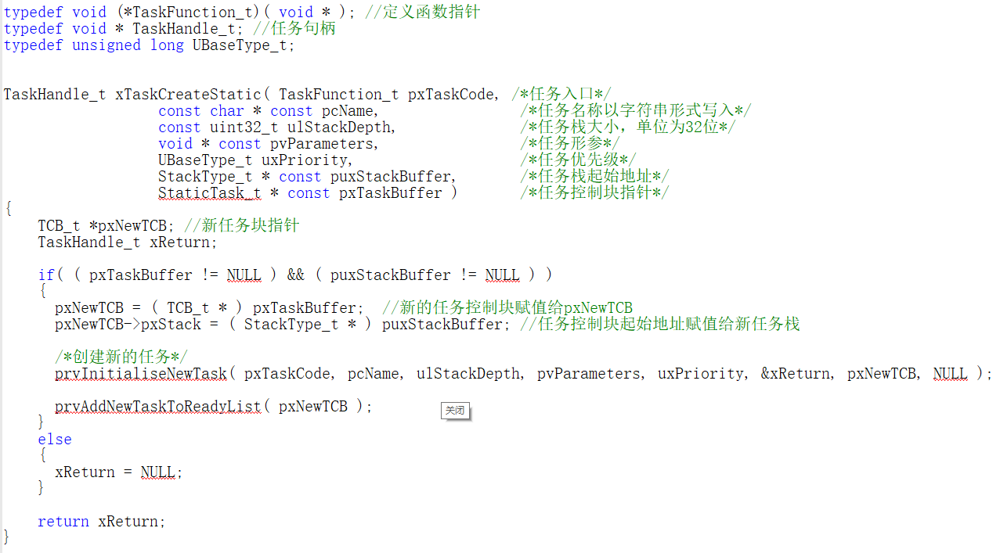 typedef void (*TaskFunction_t)( void * ); //定义函数指针
typedef void * TaskHandle_t; //任务句柄
typedef unsigned long UBaseType_t;
TaskHandle_t xTaskCreateStatic( TaskFunction_t pxTaskCode, /*任务入口*/
const char * const pcName, /*任务名称以字符串形式写入*/
const uint32_t ulStackDepth, /*任务栈大小，单位为32位*/
void * const pvParameters, /*任务形参*/
UBaseType_t uxPriority, /*任务优先级*/
StackType_t * const puxStackBuffer, /*任务栈起始地址*/
StaticTask_t * const pxTaskBuffer ) /*任务控制块指针*/
{
TCB_t *pxNewTCB; //新任务块指针
TaskHandle_t xReturn;
if( ( pxTaskBuffer != NULL ) && ( puxStackBuffer != NULL ) )
{
pxNewTCB = ( TCB_t * ) pxTaskBuffer; //新的任务控制块赋值给pxNewTCB
pxNewTCB->pxStack = ( StackType_t * ) puxStackBuffer; //任务控制块起始地址赋值给新任务栈
/*创建新的任务*/
prvInitialiseNewTask( pxTaskCode, pcName, ulStackDepth, pvParameters, uxPriority, &xReturn, pxNewTCB, NULL );
prvAddNewTaskToReadyList( pxNewTCB );
关闭
}
else
{
xReturn = NULL;
}
return xReturn;
}